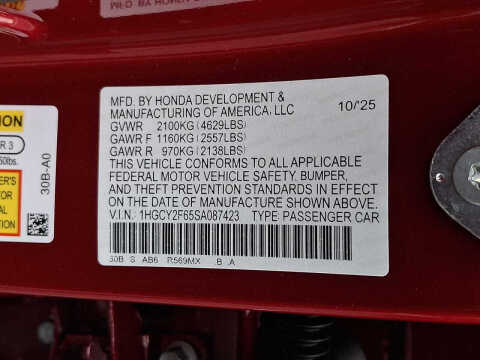 MFD. BY HONDA DEVELOPMENT &
MANUFACTURING OF AMERICA, LLC 10/'25
GVWR 2100KG(4629LBS)
GAWR F 1160KG(2557LBS)
GAWR R 970KG(2138LBS)
THIS VEHICLE CONFORMS TO ALL APPLICABLE
FEDERAL MOTOR VEHICLE SAFETY, BUMPER,
AND THEFT PREVENTION STANDARDS IN EFFECT
ON THE DATE OF MANUFACTURE SHOWN ABOVE.
V.I.N.: 1HGCY2F65SA087423 TYPE: PASSENGER CAR
30B S AB6 R569MX .B .A
30B-A0